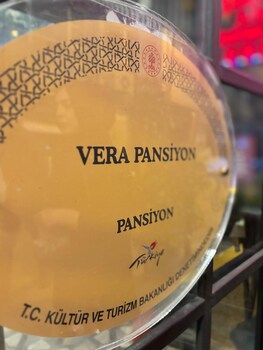 VERA PANSİYON
PANSİYON
Türkiye
T.C. KÜLTÜR VE TURİZM BAKANLIĞI